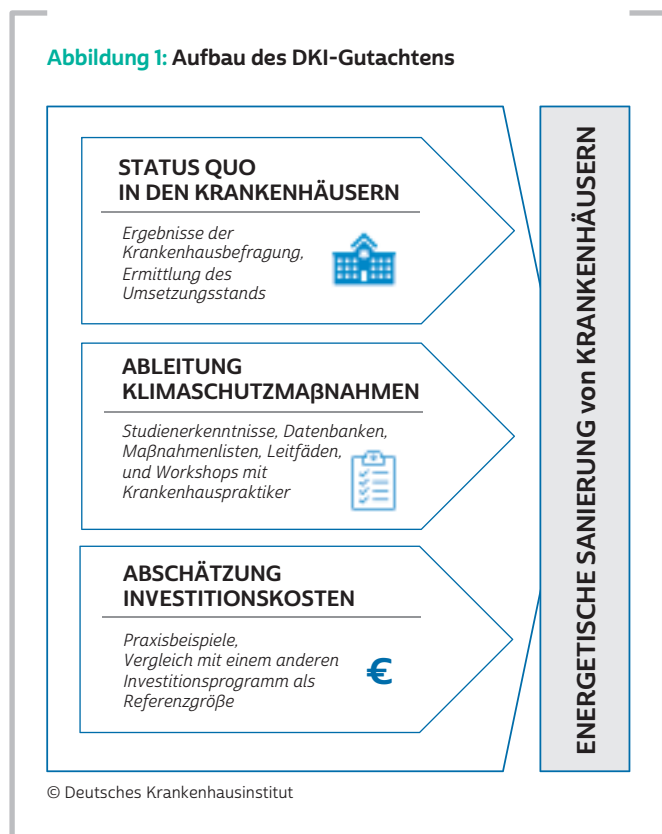 Abbildung 1: Aufbau des DKI-Gutachtens
STATUS QUO
IN DEN KRANKENHÄUSERN
Ergebnisse der
Krankenhausbefragung,
Ermittlung des
Umsetzungsstands
ABLEITUNG
KLIMASCHUTZMAßNAHMEN
Studienerkenntnisse, Datenbanken,
Maßnahmenlisten, Leitfäden,
und Workshops mit
Krankenhauspraktiker
ABSCHÄTZUNG
INVESTITIONSKOSTEN
Praxisbeispiele,
Vergleich mit einem anderen
Investitionsprogramm als
Referenzgröße
€
ENERGETISCHE SANIERUNG von KRANKENHÄUSERN
© Deutsches Krankenhausinstitut